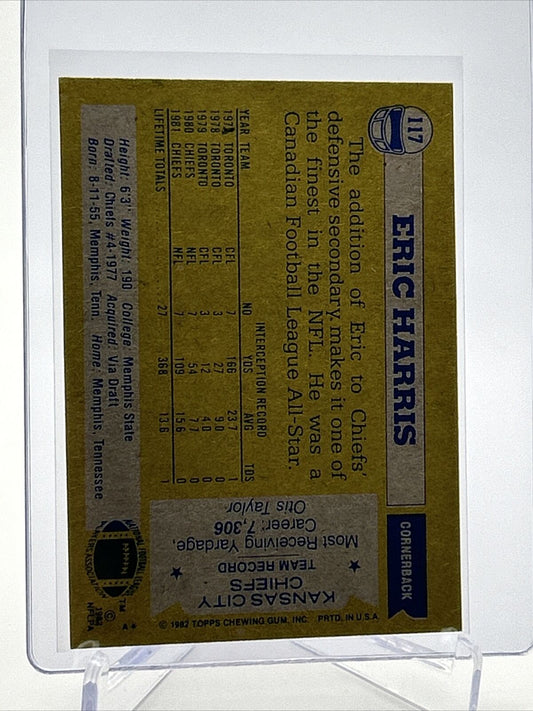 117
ERIC HARRIS
CORNERBACK
The addition of Eric to Chiefs'
defensive secondary makes it one of
the finest in the NFL. He was a
Canadian Football League All-Star.
INTERCEPTION RECORD
YEAR TEAM NO YDS AVG TDS
TORONTO CFL 7 166 23.7 1
1978 TORONTO CFL 3 27 9.0 0
1979 TORONTO CFL 3 12 4.0 0
1980 CHIEFS NFL 7 54 7.7 0
1981 CHIEFS NFL 7 109 15.6 0
LIFETIME TOTALS . . . 27 368 13.6 1
Height: 6'3" Weight: 190 College: Memphis State
Drafted: Chiefs #4-1977 Acquired: Via Draft
Born: 8-11-55, Memphis, Tenn. Home: Memphis, Tennessee
KANSAS CITY
CHIEFS
TEAM RECORD
Most Receiving Yardage,
Career: 7,306
Otis Taylor
© 1982 TOPPS CHEWING GUM, INC. PRTD. IN U.S.A.
TM
© 1982
NFLPA
A*